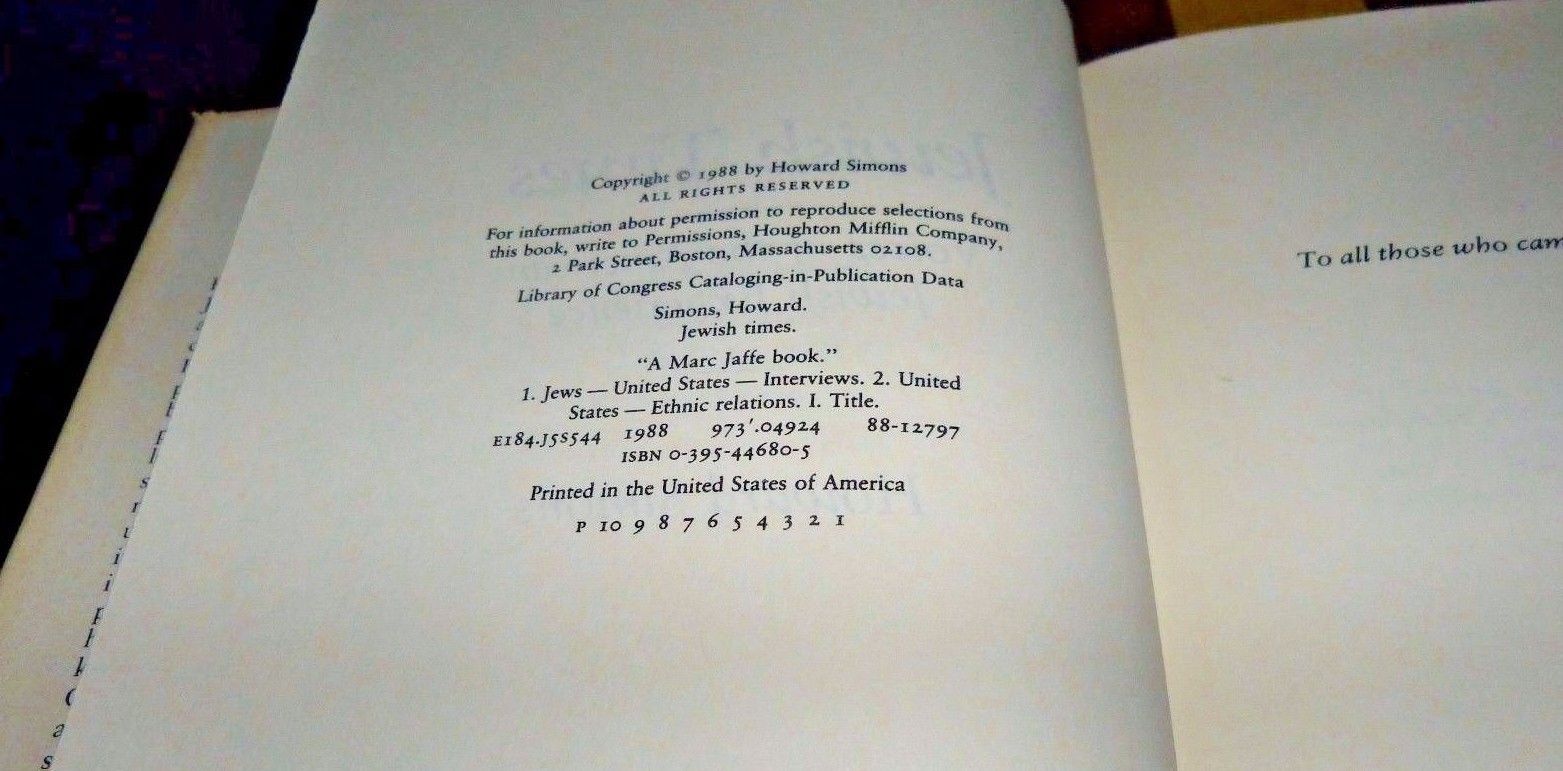 Copyright © 1988 by Howard Simons
ALL RIGHTS RESERVED
For information about permission to reproduce selections from
this book, write to Permissions, Houghton Mifflin Company,
2 Park Street, Boston, Massachusetts 02108.
Library of Congress Cataloging-in-Publication Data
Simons, Howard.
Jewish times.
“A Marc Jaffe book.”
1. Jews — United States — Interviews. 2. United
States — Ethnic relations. I. Title.
E184.J5S544 1988 973′.04924 88-12797
ISBN 0-395-44680-5
Printed in the United States of America
P 10 9 8 7 6 5 4 3 2 1
To all those who cam